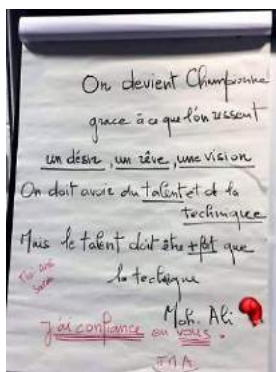 On devient Championne
grace à ce que l'on ressent
un désir, un rêve, une vision
On doit avoir du talent et de la
technique
Mais le talent doit être + fort que
la technique
Moh. Ali
J'ai confiance en vous.